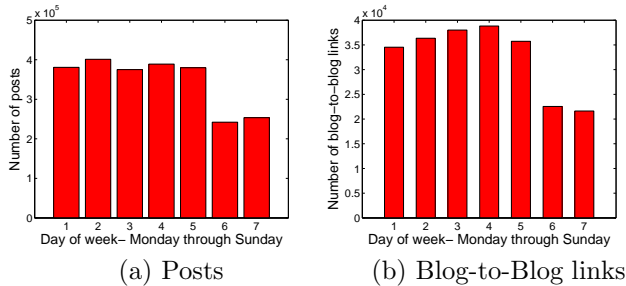 x 10^5
5
4
3
2
1
0
Number of posts
1 2 3 4 5 6 7
Day of week− Monday through Sunday
(a) Posts
x 10^4
4
3.5
3
2.5
2
1.5
1
0.5
0
Number of blog−to−blog links
1 2 3 4 5 6 7
Day of week− Monday through Sunday
(b) Blog-to-Blog links